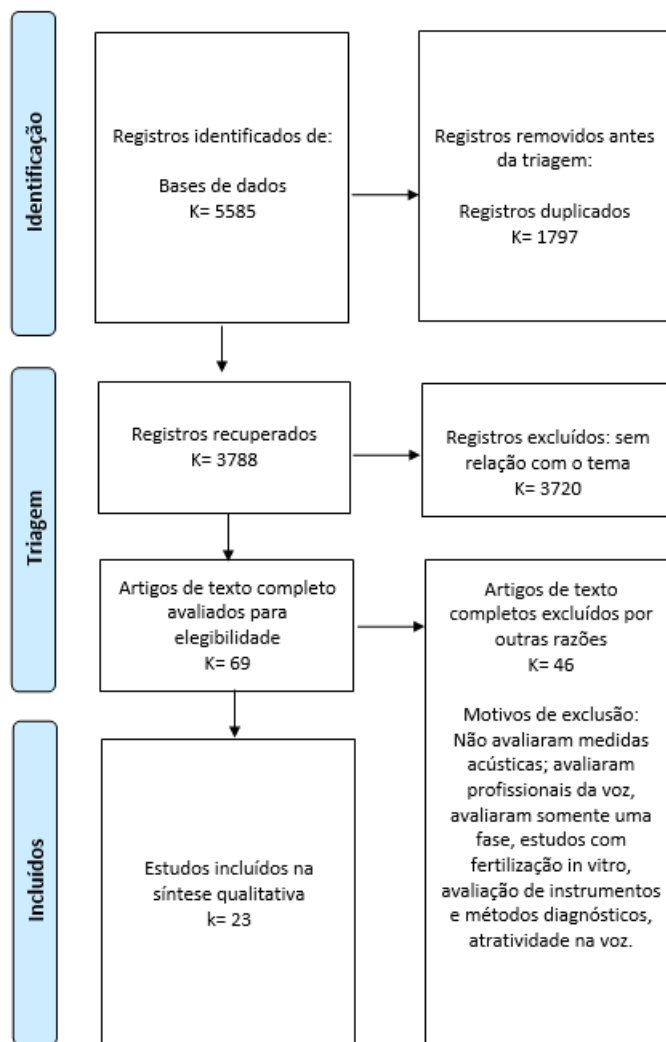 Identificação
Registros identificados de:
Bases de dados
K= 5585
Registros removidos antes
da triagem:
Registros duplicados
K= 1797
Triagem
Registros recuperados
K= 3788
Registros excluídos: sem
relação com o tema
K= 3720
Artigos de texto completo
avaliados para
elegibilidade
K= 69
Artigos de texto
completos excluídos por
outras razões
K= 46
Motivos de exclusão:
Não avaliaram medidas
acústicas; avaliaram
profissionais da voz,
avaliaram somente uma
fase, estudos com
fertilização in vitro,
avaliação de instrumentos
e métodos diagnósticos,
atratividade na voz.
Incluídos
Estudos incluídos na
síntese qualitativa
k= 23